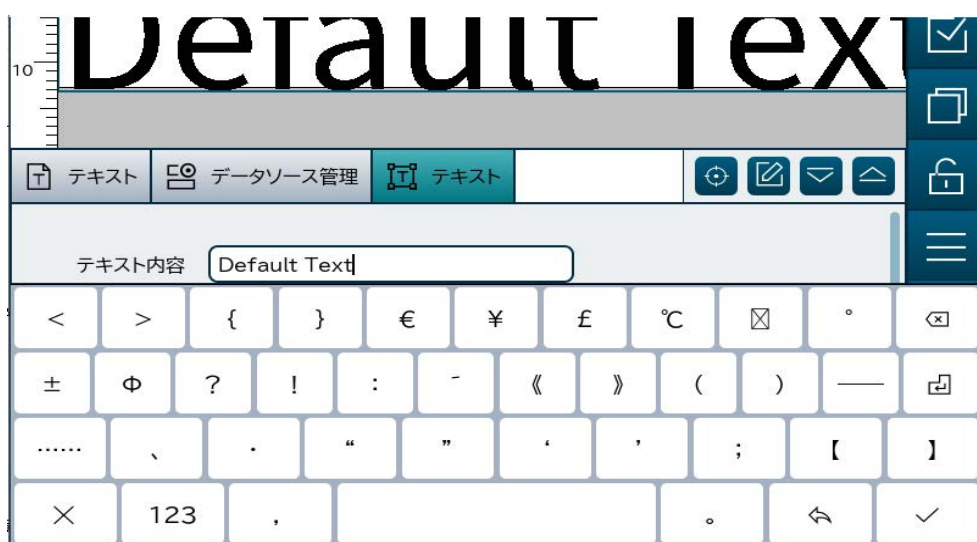 Default Tex
10
テキスト データソース管理 テキスト
テキスト内容 Default Text
< > { } € ¥ £ ℃ °
± Φ ? ! : ˉ 《 》 ( ) ——
…… 、 · “ ” ‘ ’ ; 【 】
123 , 。